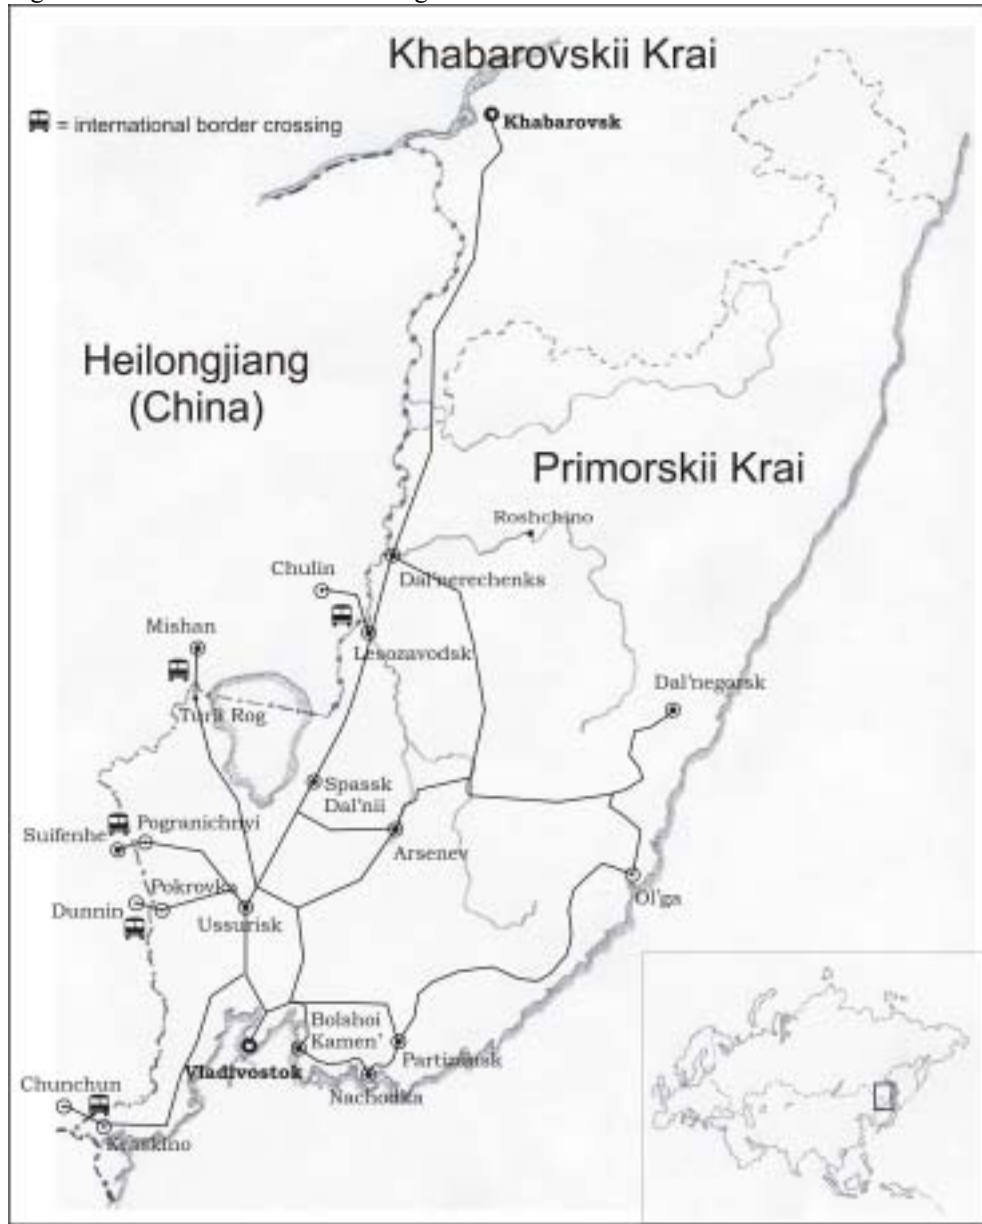 Khabarovskii Krai
= international border crossing
Khabarovsk
Heilongjiang
(China)
Primorskii Krai
Roshchino
Chulin
Dal'nerechenks
Mishan
Lesozavodsk
Dal'negorsk
Turii Rog
Spassk
Dal'nii
Suifenhe
Pogranichnyi
Arsenev
Pokrovka
Dunnin
Ussurisk
Ol'ga
Bolshoi
Kamen'
Vladivostok
Partizansk
Nachodka
Chunchun
Kraskino